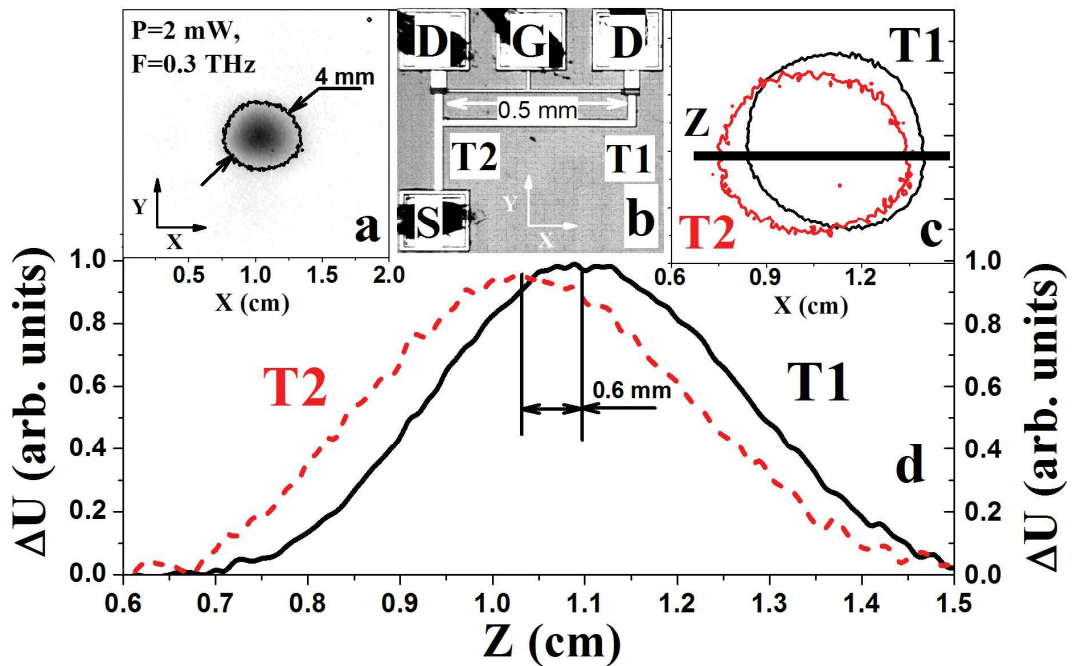 P=2 mW,
F=0.3 THz
4 mm
Y
X
a
0.5 1.0 1.5 2.0
X (cm)
D G D
0.5 mm
T2 T1
S
Y
X
b
T1
Z
T2
c
0.6 0.9 1.2
X (cm)
1.0
0.8
0.6
0.4
0.2
0.0
ΔU (arb. units)
T2
T1
0.6 mm
d
1.0
0.8
0.6
0.4
0.2
0.0
ΔU (arb. units)
0.6 0.7 0.8 0.9 1.0 1.1 1.2 1.3 1.4 1.5
Z (cm)